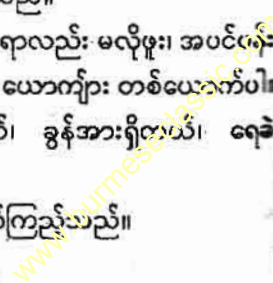 ရာလည်း မလိုဖူး၊ အပင်ပန်း
ယောကျ်ား တစ်ယောက်ပါ။
ခွန်အားရှိတယ်၊ ရေခဲ
ကြည့်သည်။
www.burmeseclassic.com